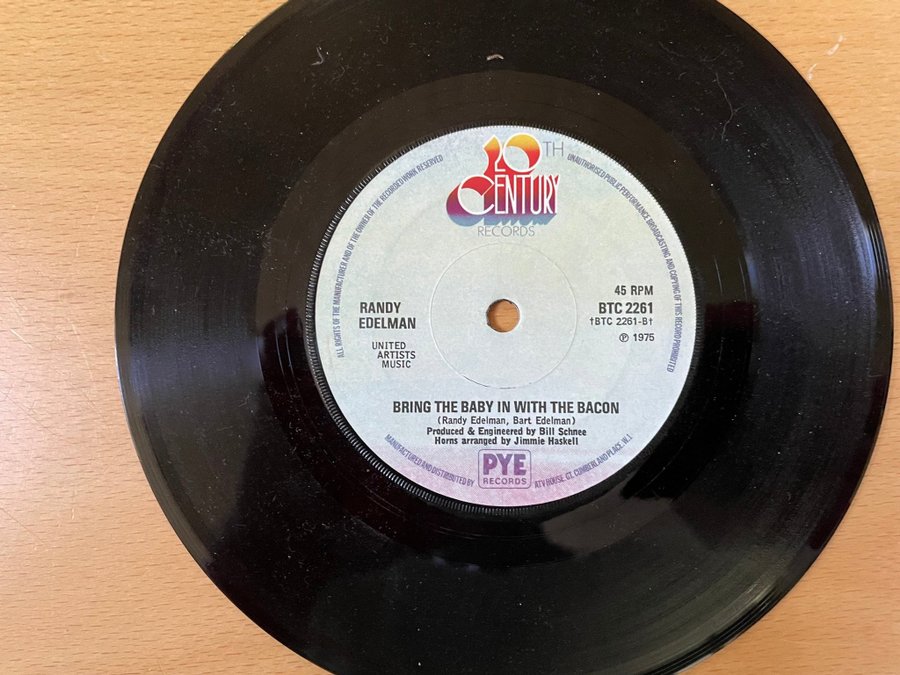 20TH
CENTURY
RECORDS
ALL RIGHTS OF THE MANUFACTURER AND OF THE OWNER OF THE RECORDED WORK RESERVED
UNAUTHORISED PUBLIC PERFORMANCE BROADCASTING AND COPYING OF THIS RECORD PROHIBITED
RANDY
EDELMAN
UNITED
ARTISTS
MUSIC
45 RPM
BTC 2261
†BTC 2261-B†
℗ 1975
BRING THE BABY IN WITH THE BACON
(Randy Edelman, Bart Edelman)
Produced & Engineered by Bill Schnee
Horns arranged by Jimmie Haskell
MANUFACTURED AND DISTRIBUTED BY
PYE
RECORDS
ATV HOUSE, GT. CUMBERLAND PLACE, W.1.